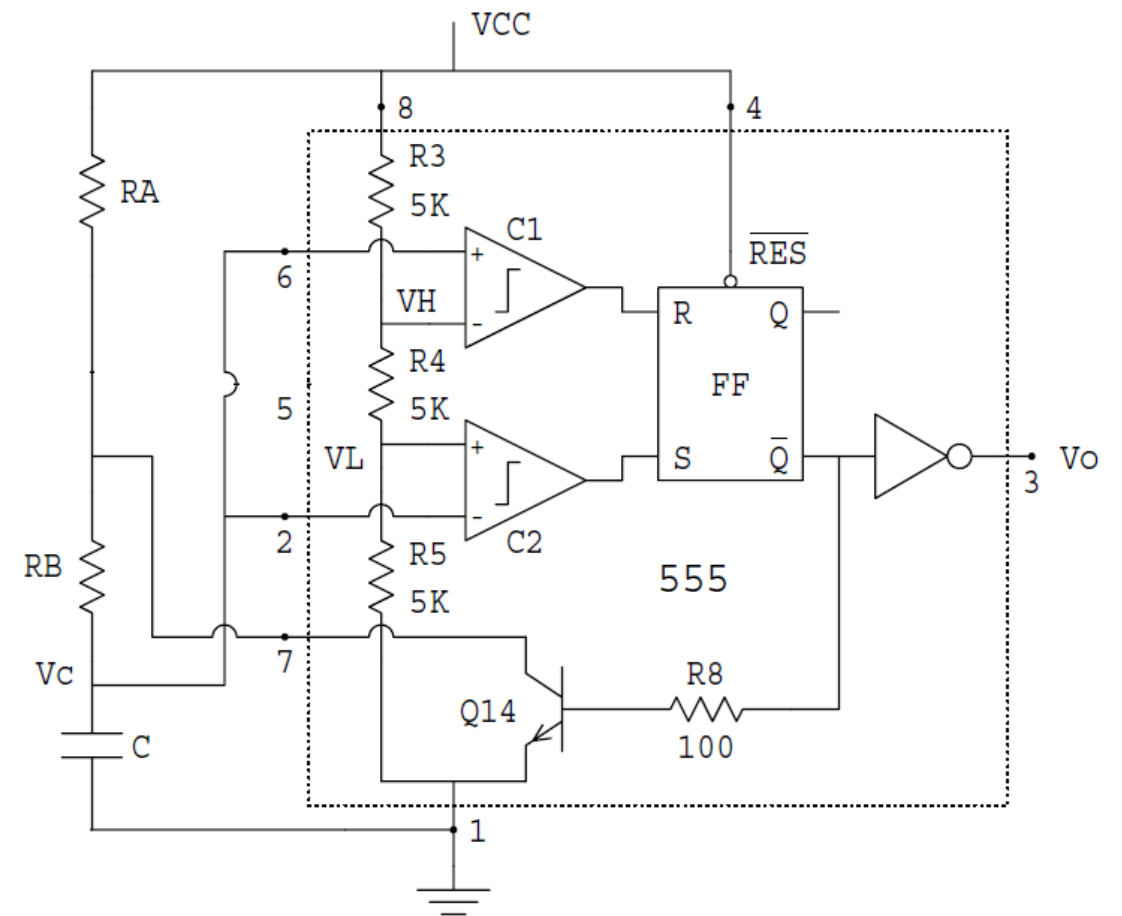 VCC
8
4
R3
5K
RA
C1
+
-
RES
6
VH
R
Q
R4
5K
FF
5
VL
+
-
S
Q
Vo
3
2
C2
R5
5K
RB
555
7
Vc
R8
100
Q14
C
1